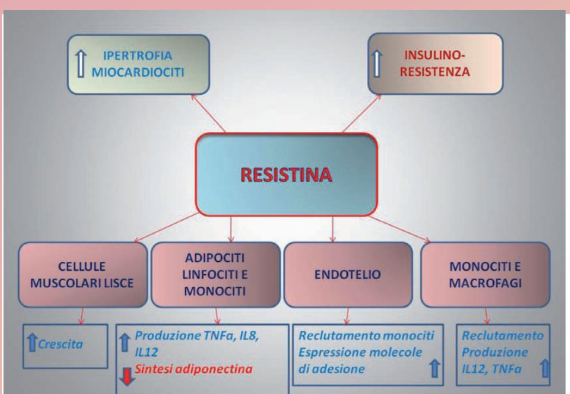 IPERTROFIA
MIOCARDIOCITI
INSULINO-
RESISTENZA
RESISTINA
CELLULE
MUSCOLARI LISCE
ADIPOCITI
LINFOCITI E
MONOCITI
ENDOTELIO
MONOCITI E
MACROFAGI
Crescita
Produzione TNFa, IL8,
IL12
Sintesi adiponectina
Reclutamento monociti
Espressione molecole
di adesione
Reclutamento
Produzione
IL12, TNFa